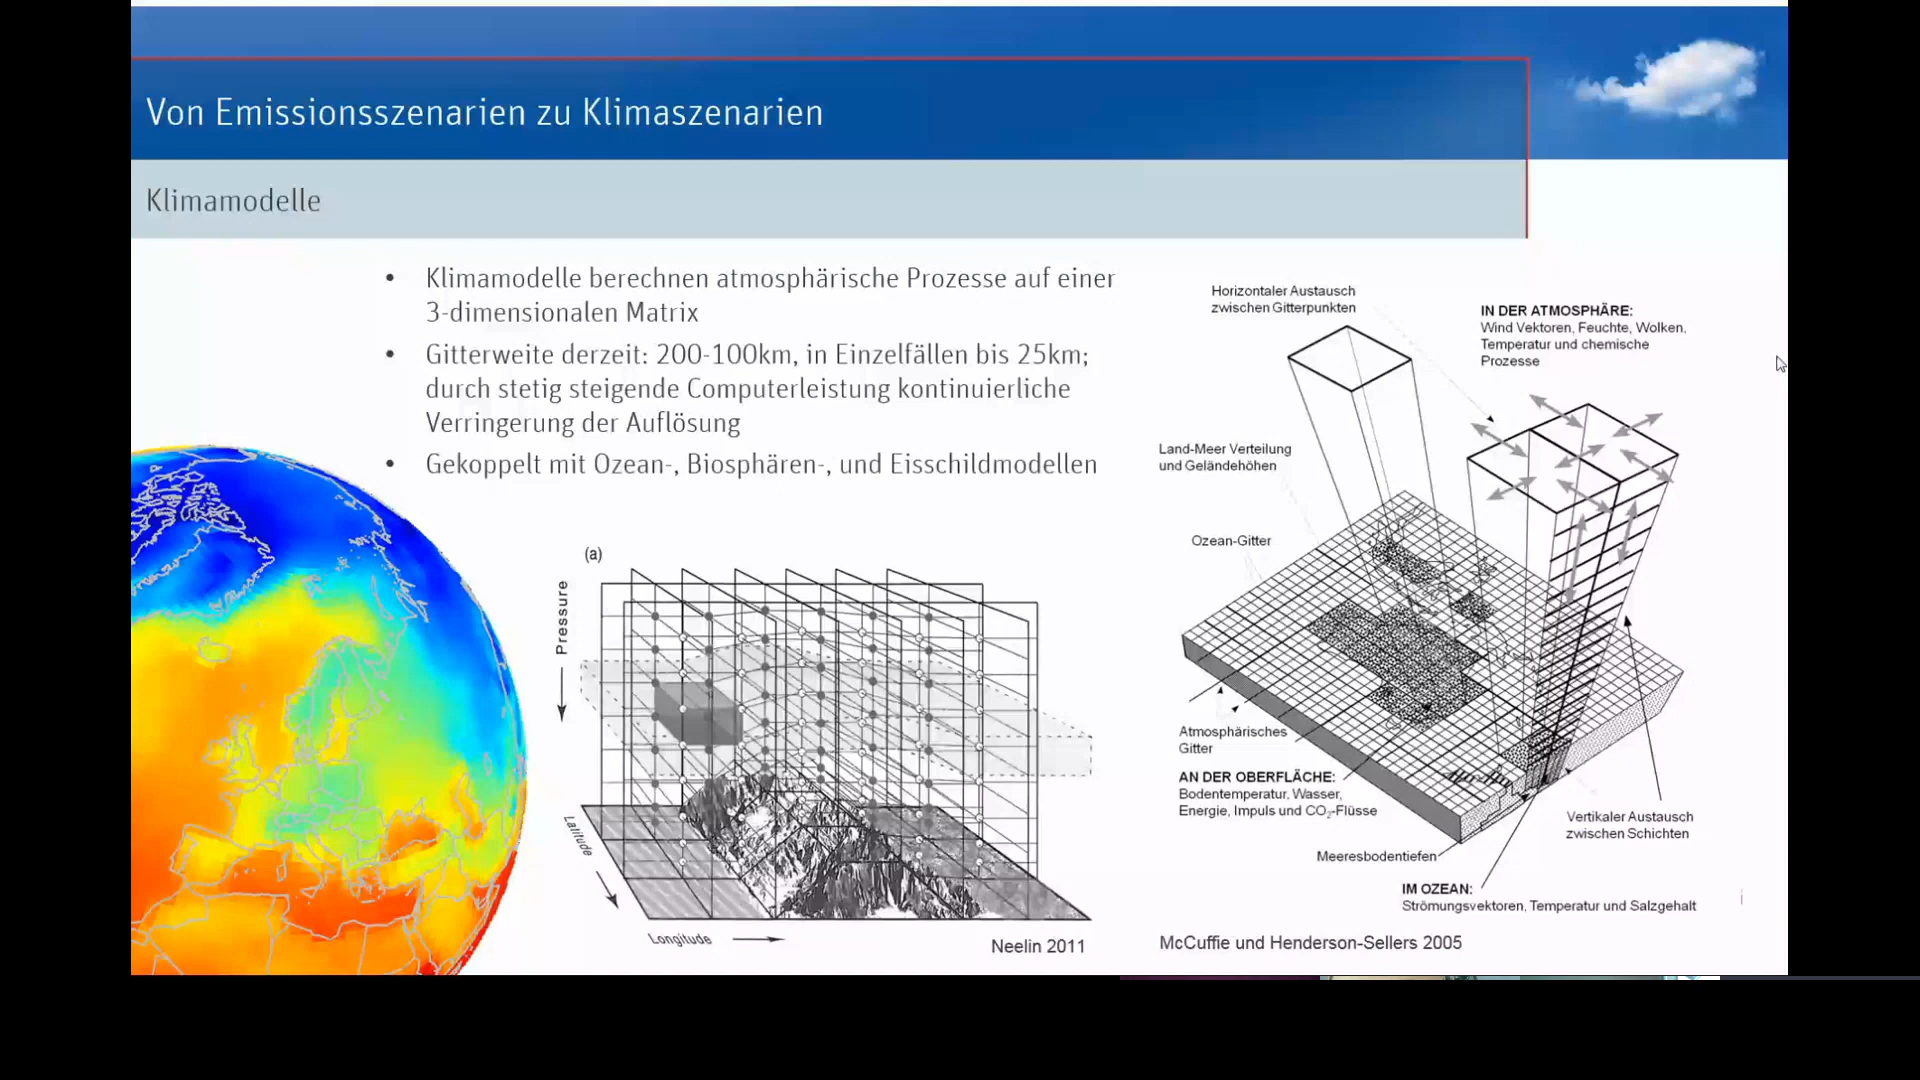 Von Emissionsszenarien zu Klimaszenarien
Klimamodelle
• Klimamodelle berechnen atmosphärische Prozesse auf einer
3-dimensionalen Matrix
• Gitterweite derzeit: 200-100km, in Einzelfällen bis 25km;
durch stetig steigende Computerleistung kontinuierliche
Verringerung der Auflösung
• Gekoppelt mit Ozean-, Biosphären-, und Eisschildmodellen
(a)
Pressure
Latitude
Longitude
Neelin 2011
Horizontaler Austausch
zwischen Gitterpunkten
IN DER ATMOSPHÄRE:
Wind Vektoren, Feuchte, Wolken,
Temperatur und chemische
Prozesse
Land-Meer Verteilung
und Geländehöhen
Ozean-Gitter
Atmosphärisches
Gitter
AN DER OBERFLÄCHE:
Bodentemperatur, Wasser,
Energie, Impuls und CO₂-Flüsse
Vertikaler Austausch
zwischen Schichten
Meeresbodentiefen
IM OZEAN:
Strömungsvektoren, Temperatur und Salzgehalt
McCuffie und Henderson-Sellers 2005